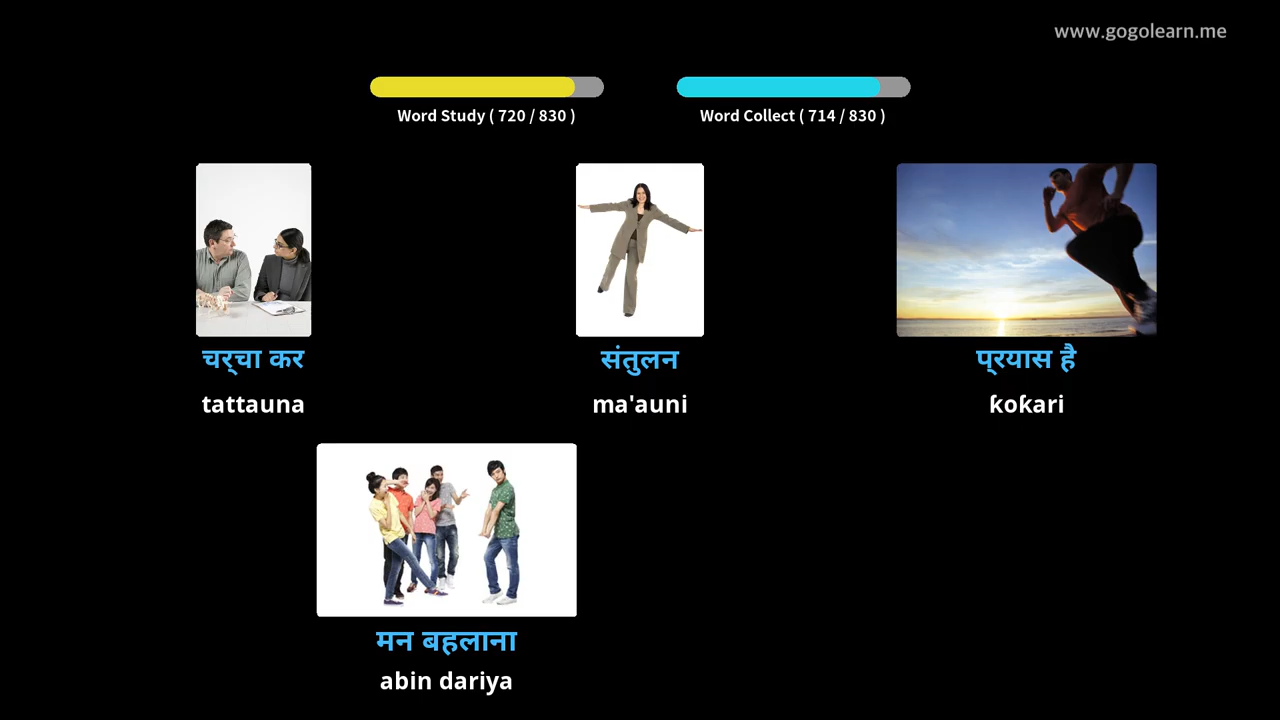 www.gogolearn.me
Word Study ( 720 / 830 )
Word Collect ( 714 / 830 )
चर्चा कर
tattauna
संतुलन
ma'auni
प्रयास है
ƙoƙari
मन बहलाना
abin dariya